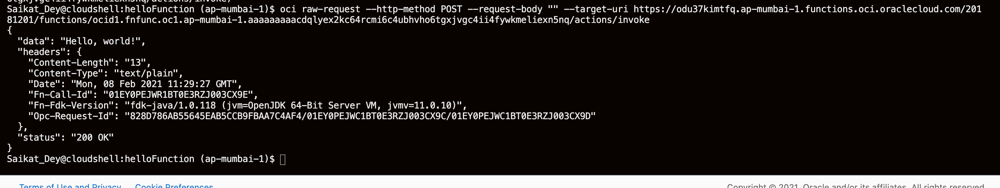 Saikat_Dey@cloudshell:helloFunction (ap-mumbai-1)$ oci raw-request --http-method POST --request-body "" --target-uri https://odu37kimtfq.ap-mumbai-1.functions.oci.oraclecloud.com/201
81201/functions/ocid1.fnfunc.oc1.ap-mumbai-1.aaaaaaaaacdqlyex2kc64rcmi6c4ubhvho6tgxjvgc4ii4fywkmeliexn5nq/actions/invoke
{
  "data": "Hello, world!",
  "headers": {
    "Content-Length": "13",
    "Content-Type": "text/plain",
    "Date": "Mon, 08 Feb 2021 11:29:27 GMT",
    "Fn-Call-Id": "01EY0PEJWR1BT0E3RZJ003CX9E",
    "Fn-Fdk-Version": "fdk-java/1.0.118 (jvm=OpenJDK 64-Bit Server VM, jvmv=11.0.10)",
    "Opc-Request-Id": "828D786AB55645EAB5CCB9FBAA7C4AF4/01EY0PEJWC1BT0E3RZJ003CX9C/01EY0PEJWC1BT0E3RZJ003CX9D"
  },
  "status": "200 OK"
}
Saikat_Dey@cloudshell:helloFunction (ap-mumbai-1)$
Terms of Use and Privacy Cookie Preferences Copyright © 2021, Oracle and/or its affiliates. All rights reserved.